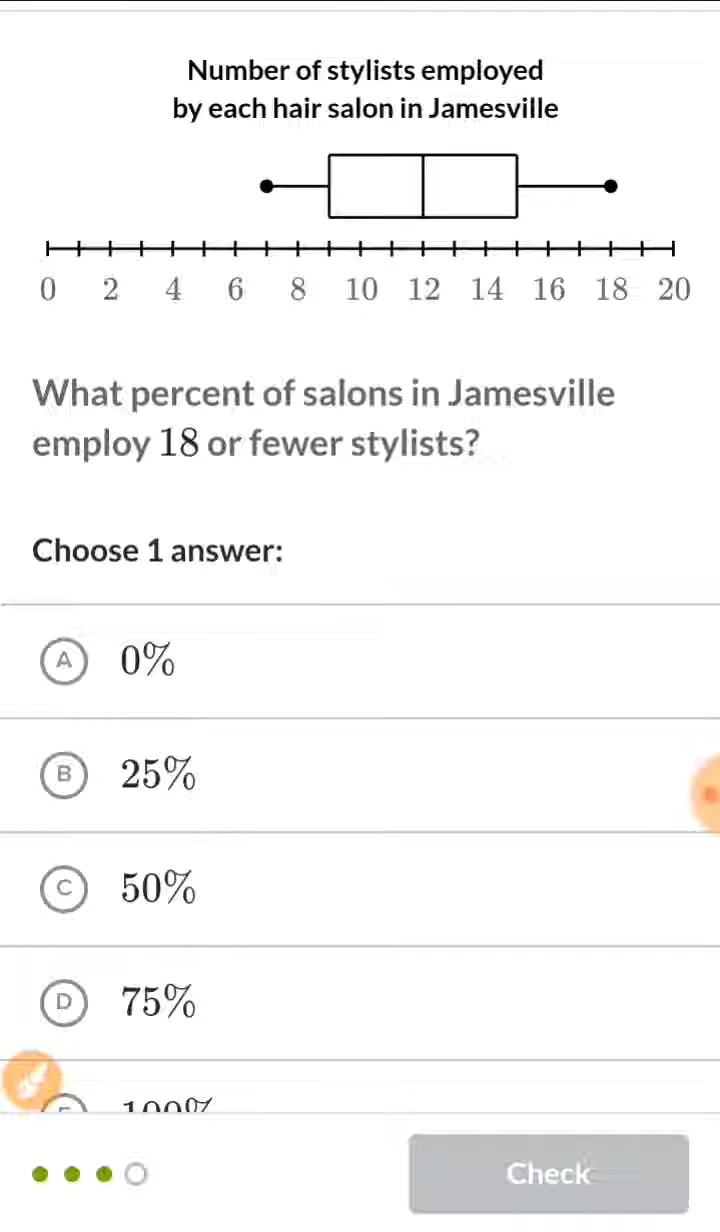 Number of stylists employed
by each hair salon in Jamesville
0 2 4 6 8 10 12 14 16 18 20
What percent of salons in Jamesville
employ 18 or fewer stylists?
Choose 1 answer:
A 0%
B 25%
C 50%
D 75%
E 100%
Check